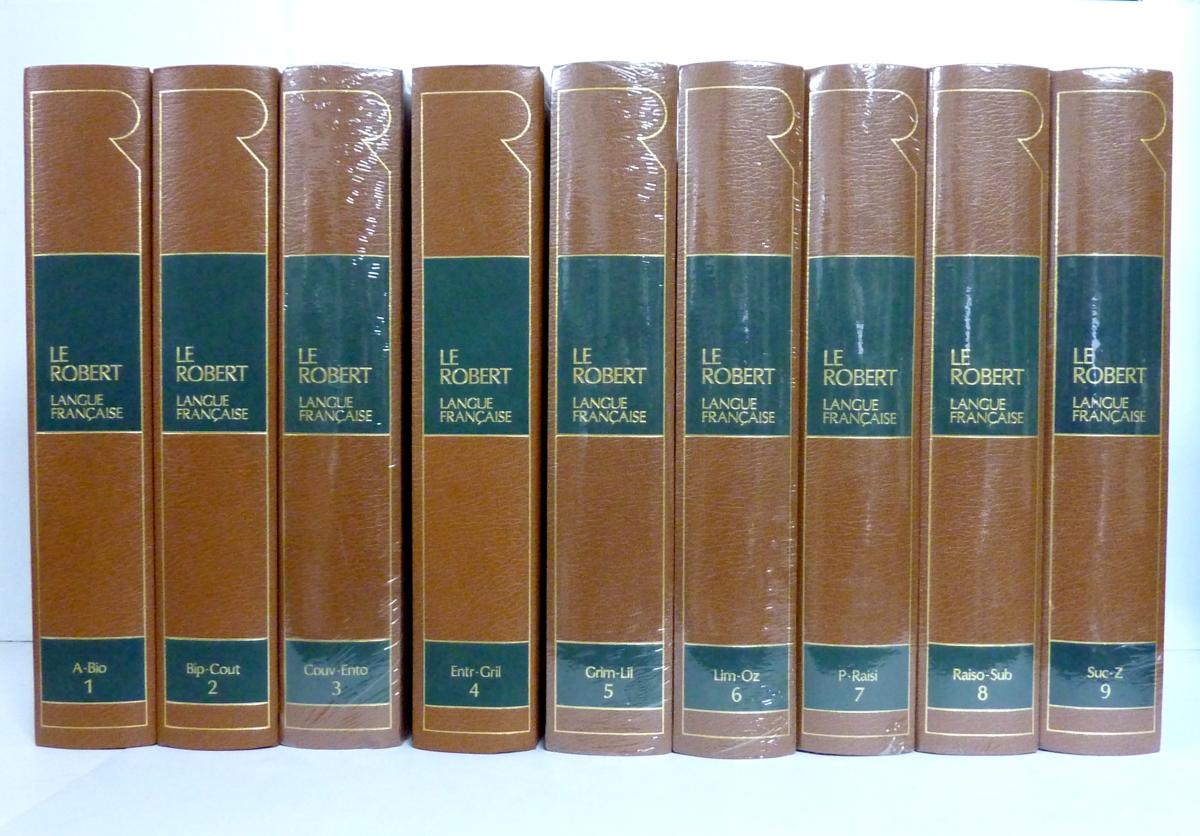 LE
ROBERT
LANGUE
FRANÇAISE
A-Bio
1
LE
ROBERT
LANGUE
FRANÇAISE
Bip-Cout
2
LE
ROBERT
LANGUE
FRANÇAISE
Couv-Ento
3
LE
ROBERT
LANGUE
FRANÇAISE
Entr-Gril
4
LE
ROBERT
LANGUE
FRANÇAISE
Grim-Lil
5
LE
ROBERT
LANGUE
FRANÇAISE
Lim-Oz
6
LE
ROBERT
LANGUE
FRANÇAISE
P-Raisi
7
LE
ROBERT
LANGUE
FRANÇAISE
Raiso-Sub
8
LE
ROBERT
LANGUE
FRANÇAISE
Suc-Z
9